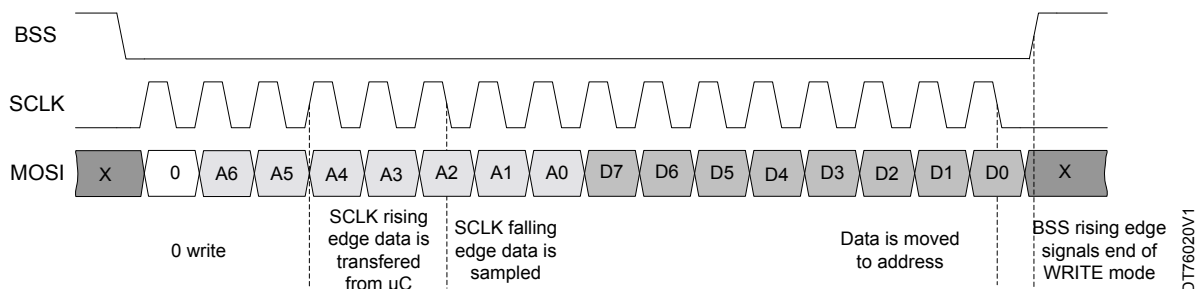 BSS
SCLK
MOSI
X 0 A6 A5 A4 A3 A2 A1 A0 D7 D6 D5 D4 D3 D2 D1 D0 X
0 write
SCLK rising
edge data is
transfered
from µC
SCLK falling
edge data is
sampled
Data is moved
to address
BSS rising edge
signals end of
WRITE mode
DT76020V1